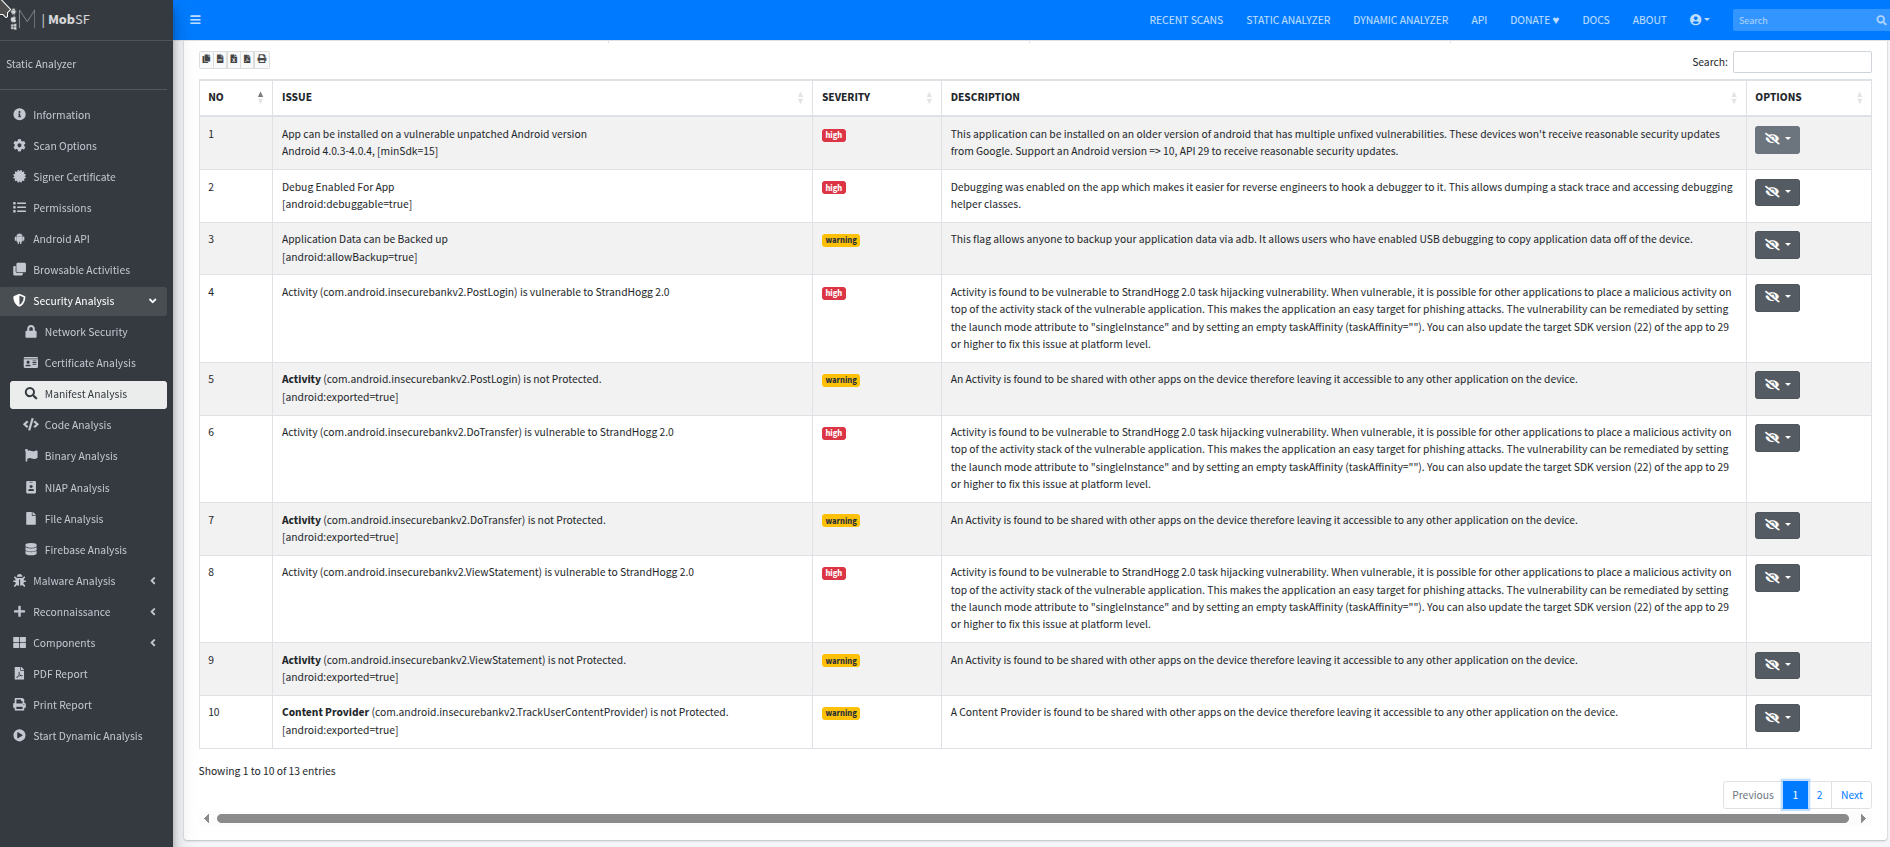 MobSF
RECENT SCANS STATIC ANALYZER DYNAMIC ANALYZER API DONATE ♥ DOCS ABOUT Search
Static Analyzer
Information
Scan Options
Signer Certificate
Permissions
Android API
Browsable Activities
Security Analysis
Network Security
Certificate Analysis
Manifest Analysis
Code Analysis
Binary Analysis
NIAP Analysis
File Analysis
Firebase Analysis
Malware Analysis
Reconnaissance
Components
PDF Report
Print Report
Start Dynamic Analysis
Search:
NO ISSUE SEVERITY DESCRIPTION OPTIONS
1 App can be installed on a vulnerable unpatched Android version high This application can be installed on an older version of android that has multiple unfixed vulnerabilities. These devices won't receive reasonable security updates
Android 4.0.3-4.0.4, [minSdk=15] from Google. Support an Android version => 10, API 29 to receive reasonable security updates.
2 Debug Enabled For App high Debugging was enabled on the app which makes it easier for reverse engineers to hook a debugger to it. This allows dumping a stack trace and accessing debugging
[android:debuggable=true] helper classes.
3 Application Data can be Backed up warning This flag allows anyone to backup your application data via adb. It allows users who have enabled USB debugging to copy application data off of the device.
[android:allowBackup=true]
4 Activity (com.android.insecurebankv2.PostLogin) is vulnerable to StrandHogg 2.0 high Activity is found to be vulnerable to StrandHogg 2.0 task hijacking vulnerability. When vulnerable, it is possible for other applications to place a malicious activity on
top of the activity stack of the vulnerable application. This makes the application an easy target for phishing attacks. The vulnerability can be remediated by setting
the launch mode attribute to "singleInstance" and by setting an empty taskAffinity (taskAffinity=""). You can also update the target SDK version (22) of the app to 29
or higher to fix this issue at platform level.
5 Activity (com.android.insecurebankv2.PostLogin) is not Protected. warning An Activity is found to be shared with other apps on the device therefore leaving it accessible to any other application on the device.
[android:exported=true]
6 Activity (com.android.insecurebankv2.DoTransfer) is vulnerable to StrandHogg 2.0 high Activity is found to be vulnerable to StrandHogg 2.0 task hijacking vulnerability. When vulnerable, it is possible for other applications to place a malicious activity on
top of the activity stack of the vulnerable application. This makes the application an easy target for phishing attacks. The vulnerability can be remediated by setting
the launch mode attribute to "singleInstance" and by setting an empty taskAffinity (taskAffinity=""). You can also update the target SDK version (22) of the app to 29
or higher to fix this issue at platform level.
7 Activity (com.android.insecurebankv2.DoTransfer) is not Protected. warning An Activity is found to be shared with other apps on the device therefore leaving it accessible to any other application on the device.
[android:exported=true]
8 Activity (com.android.insecurebankv2.ViewStatement) is vulnerable to StrandHogg 2.0 high Activity is found to be vulnerable to StrandHogg 2.0 task hijacking vulnerability. When vulnerable, it is possible for other applications to place a malicious activity on
top of the activity stack of the vulnerable application. This makes the application an easy target for phishing attacks. The vulnerability can be remediated by setting
the launch mode attribute to "singleInstance" and by setting an empty taskAffinity (taskAffinity=""). You can also update the target SDK version (22) of the app to 29
or higher to fix this issue at platform level.
9 Activity (com.android.insecurebankv2.ViewStatement) is not Protected. warning An Activity is found to be shared with other apps on the device therefore leaving it accessible to any other application on the device.
[android:exported=true]
10 Content Provider (com.android.insecurebankv2.TrackUserContentProvider) is not Protected. warning A Content Provider is found to be shared with other apps on the device therefore leaving it accessible to any other application on the device.
[android:exported=true]
Showing 1 to 10 of 13 entries
Previous 1 2 Next